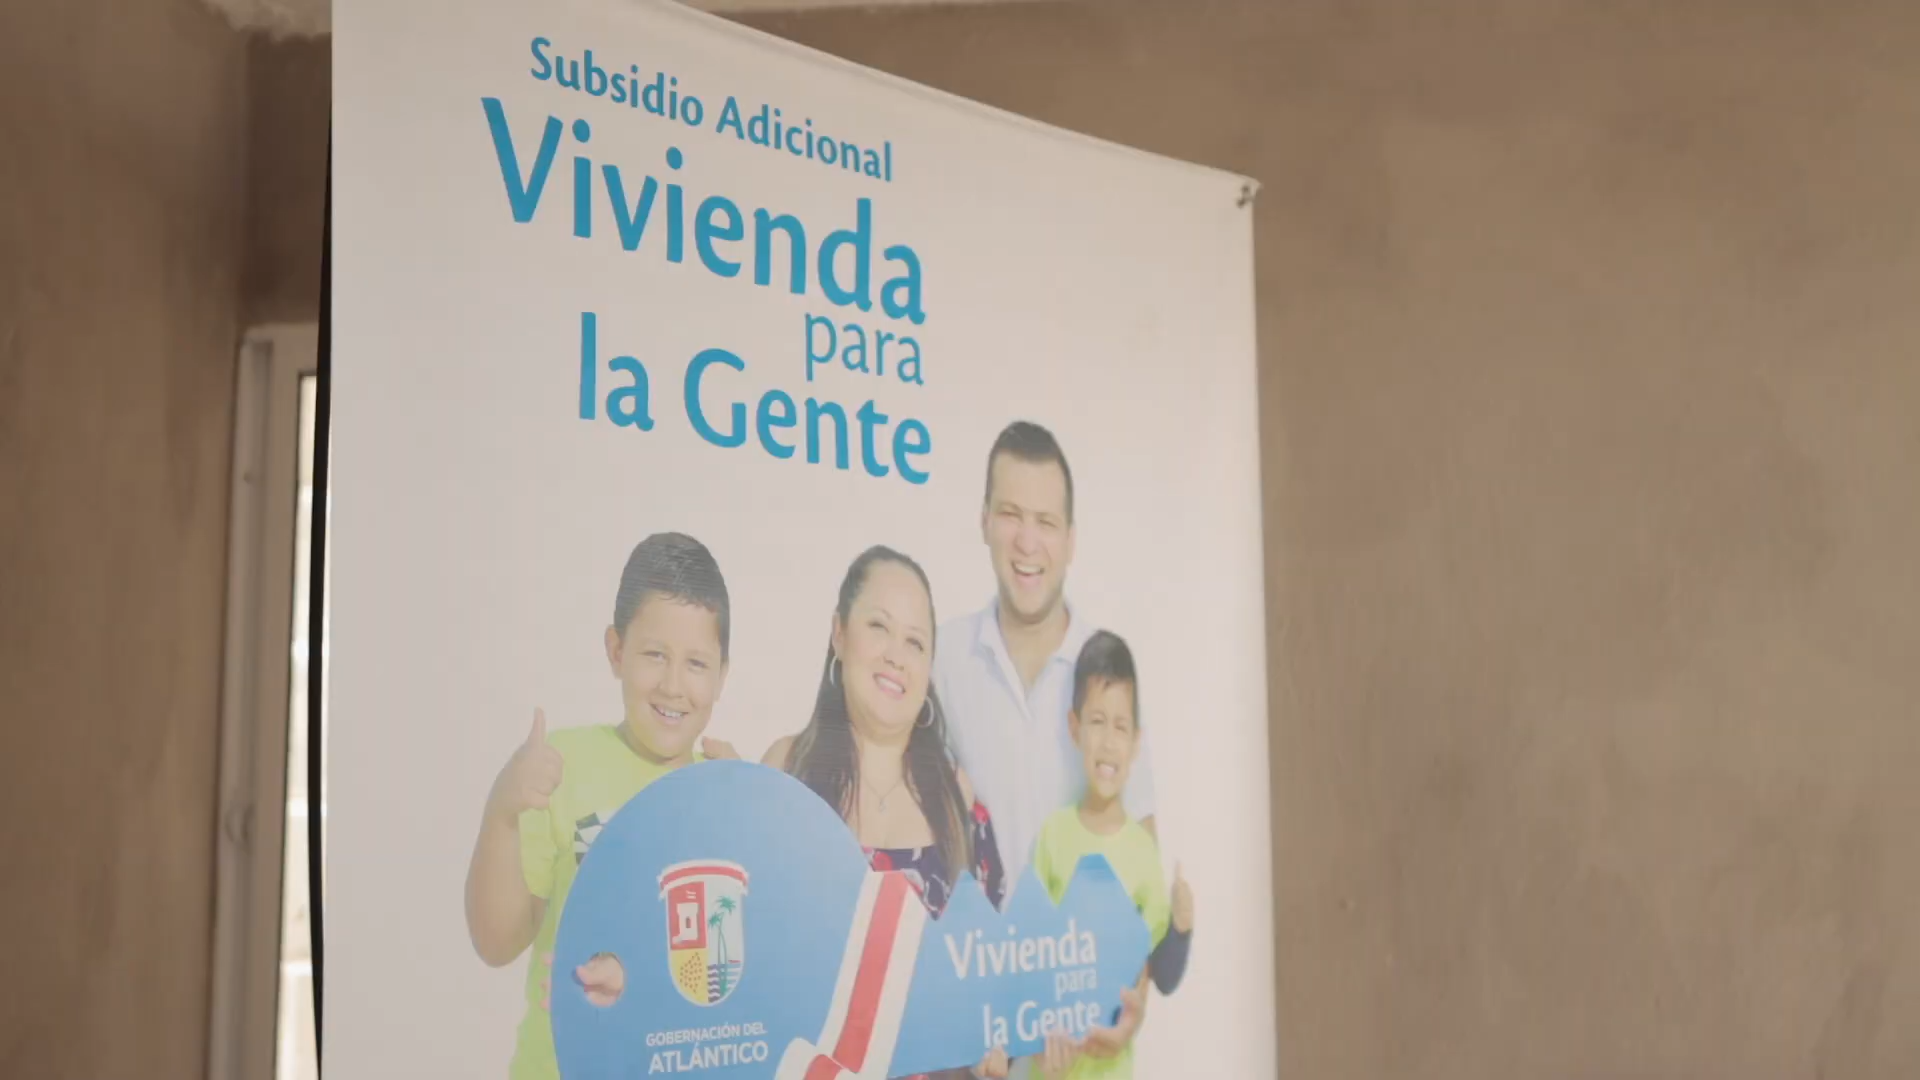 Subsidio Adicional
Vivienda
para
la Gente
GOBERNACIÓN DEL
ATLÁNTICO
Vivienda
para
la Gente